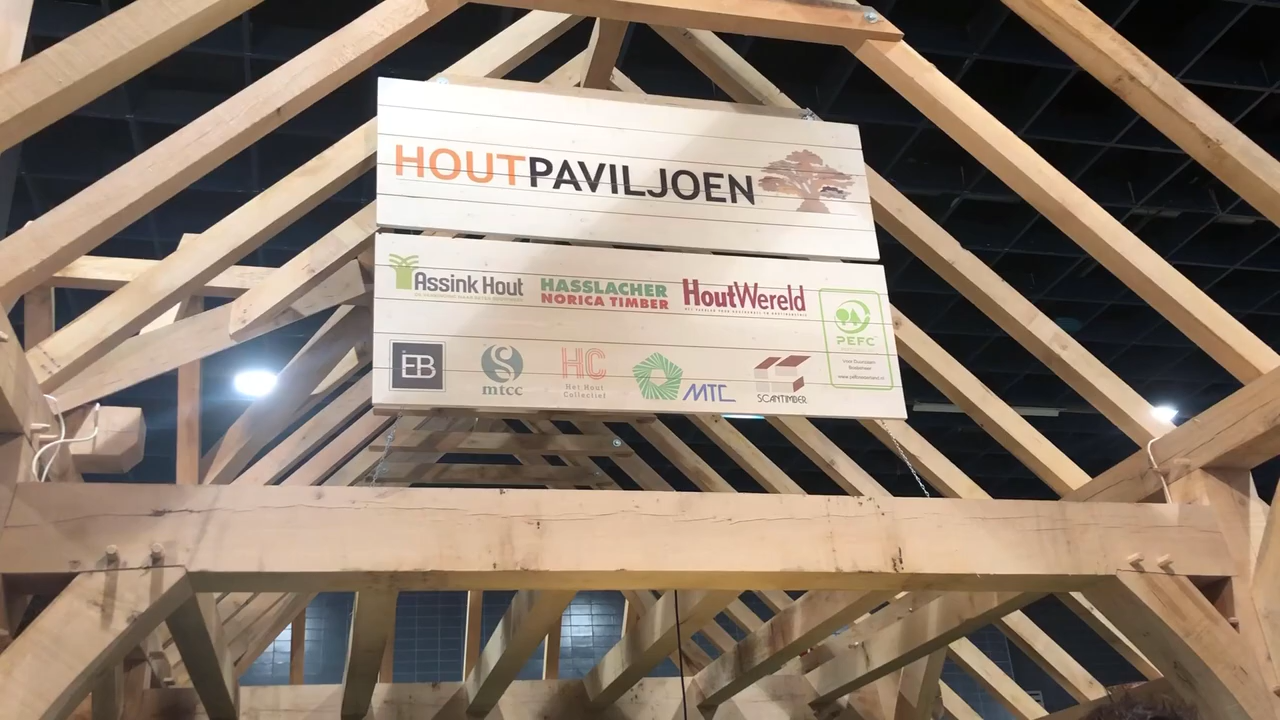 HOUTPAVILJOEN
Assink Hout
HASSLACHER
NORICA TIMBER
HoutWereld
PEFC
EB
mtcc
HC
Het Hout
Collectief
MTC
SCANTIMBER